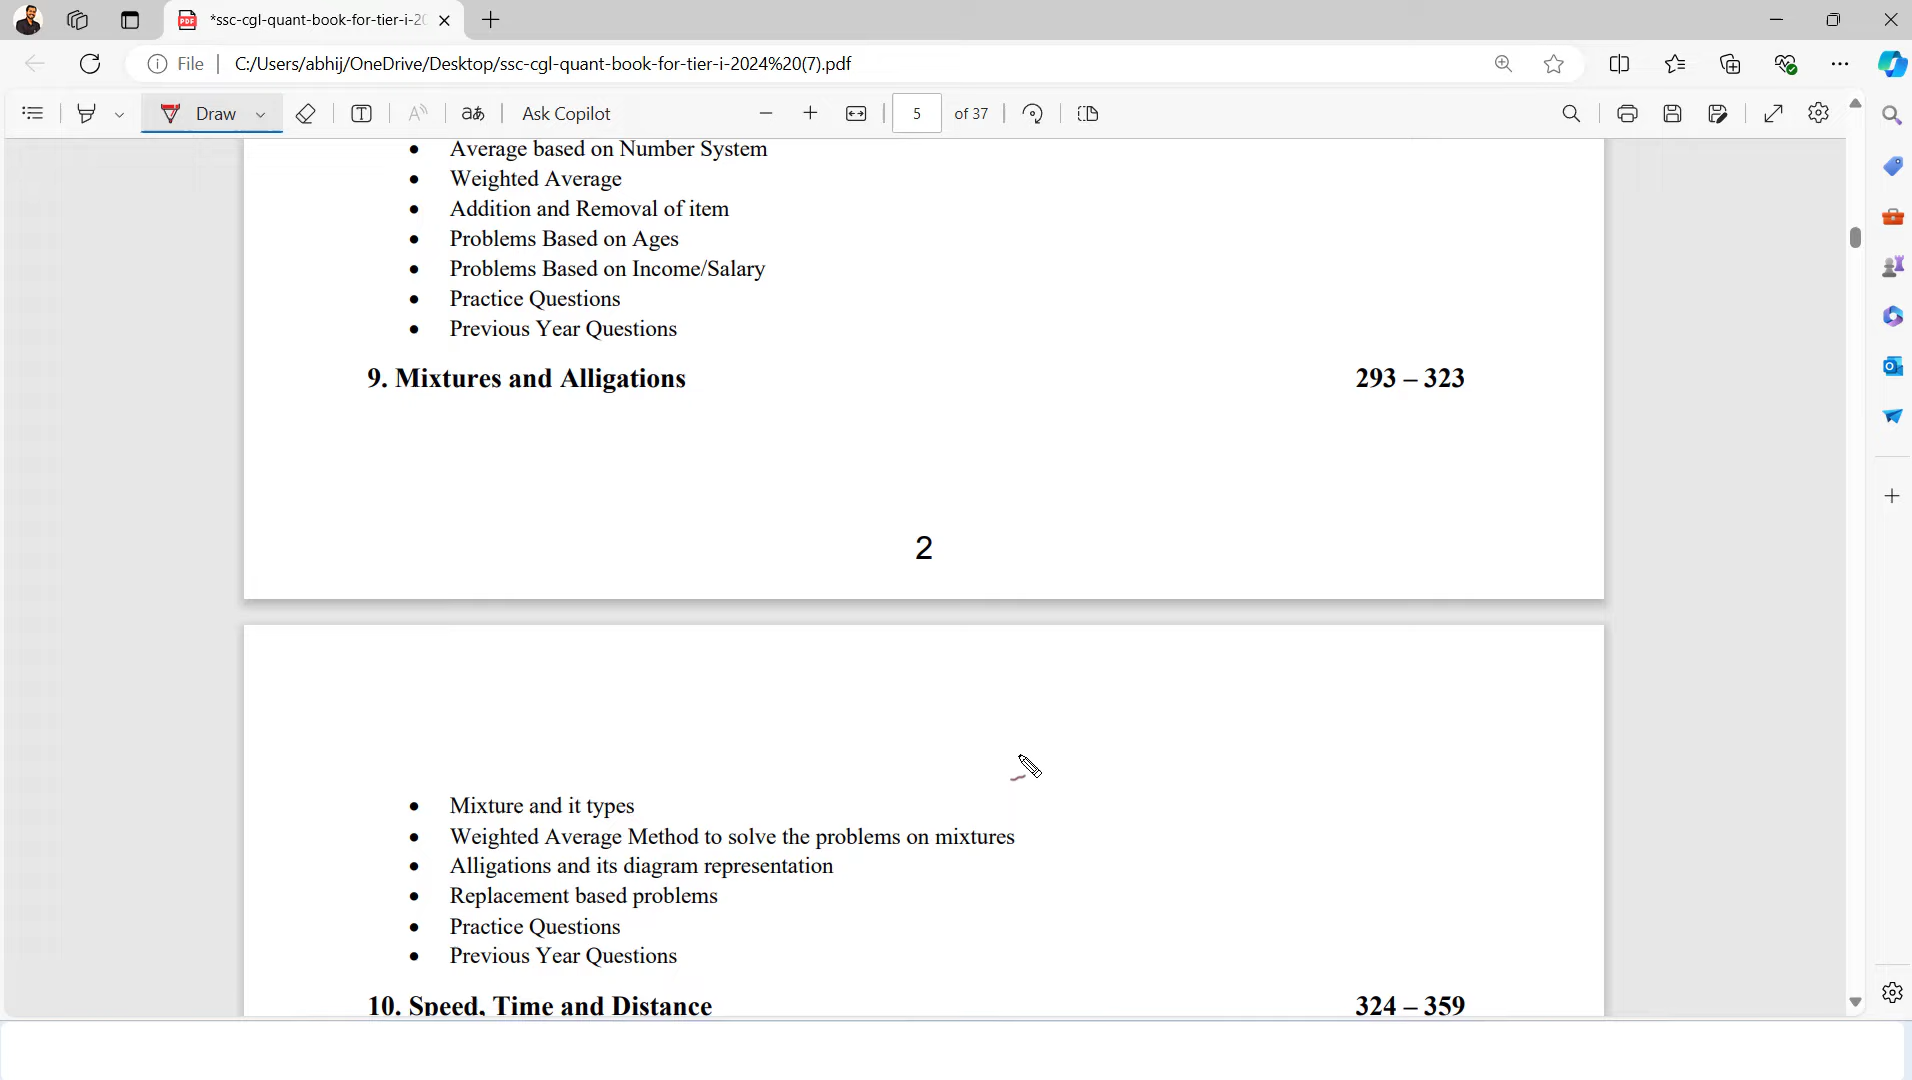 *ssc-cgl-quant-book-for-tier-i-20
File
C:/Users/abhij/OneDrive/Desktop/ssc-cgl-quant-book-for-tier-i-2024%20(7).pdf
Draw
T
A
aあ
Ask Copilot
5
of 37
• Average based on Number System
• Weighted Average
• Addition and Removal of item
• Problems Based on Ages
• Problems Based on Income/Salary
• Practice Questions
• Previous Year Questions
9. Mixtures and Alligations 293 – 323
2
• Mixture and it types
• Weighted Average Method to solve the problems on mixtures
• Alligations and its diagram representation
• Replacement based problems
• Practice Questions
• Previous Year Questions
10. Speed, Time and Distance 324 – 359